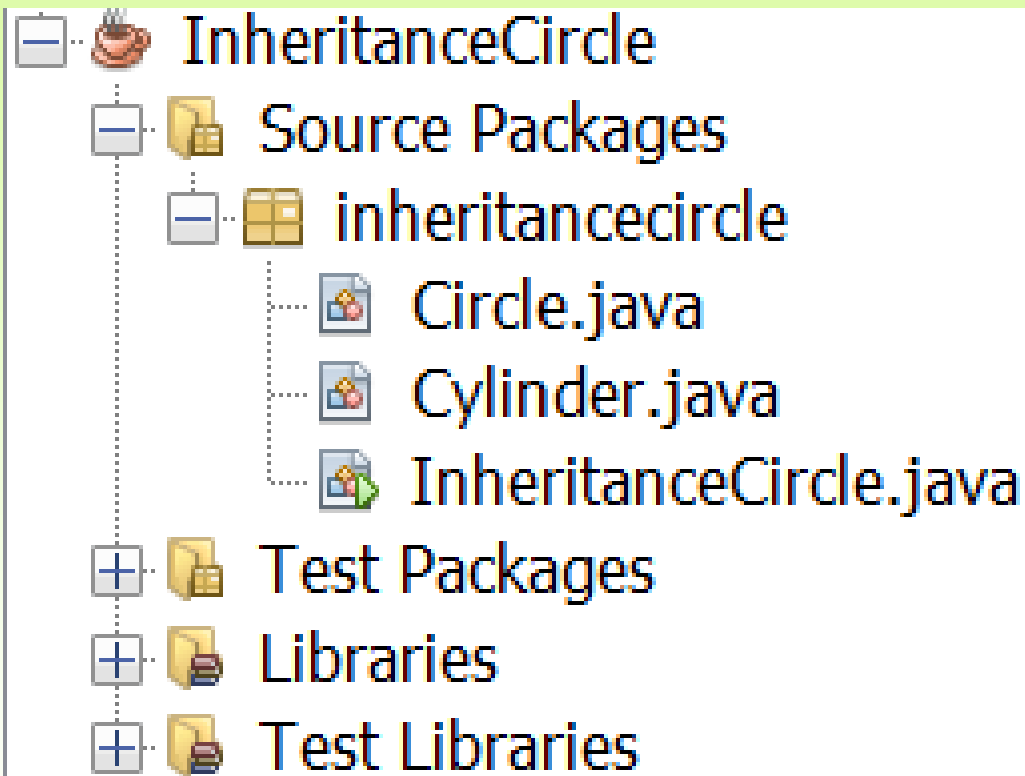 InheritanceCircle
Source Packages
inheritancecircle
Circle.java
Cylinder.java
InheritanceCircle.java
Test Packages
Libraries
Test Libraries